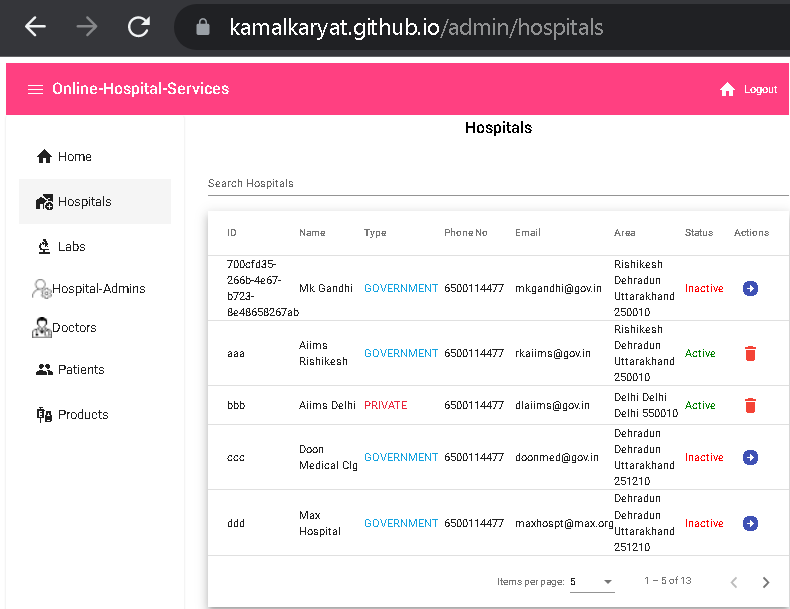 kamalkaryat.github.io/admin/hospitals
Online-Hospital-Services
Logout
Home
Hospitals
Labs
Hospital-Admins
Doctors
Patients
Products
Hospitals
Search Hospitals
ID Name Type Phone No Email Area Status Actions
700cfd35-
266b-4e67-
b723-
8e48658267ab
Mk Gandhi GOVERNMENT 6500114477 mkgandhi@gov.in
Rishikesh
Dehradun
Uttarakhand
250010
Inactive
aaa
Aiims
Rishikesh
GOVERNMENT 6500114477 rkaiims@gov.in
Rishikesh
Dehradun
Uttarakhand
250010
Active
bbb Aiims Delhi PRIVATE 6500114477 dlaiims@gov.in
Delhi Delhi
Delhi 550010
Active
ccc
Doon
Medical Clg
GOVERNMENT 6500114477 doonmed@gov.in
Dehradun
Dehradun
Uttarakhand
251210
Inactive
ddd
Max
Hospital
GOVERNMENT 6500114477 maxhospt@max.org
Dehradun
Dehradun
Uttarakhand
251210
Inactive
Items per page: 5 1 – 5 of 13